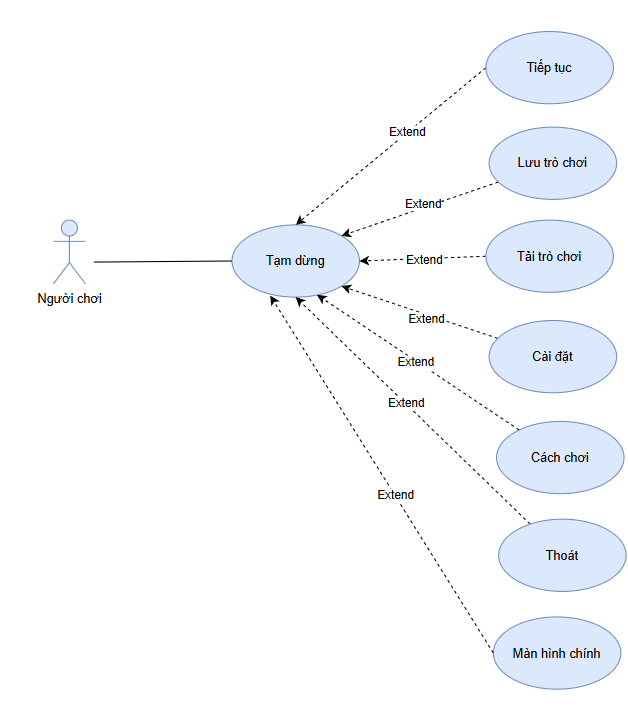 Tiếp tục
Extend
Lưu trò chơi
Extend
Người chơi
Tạm dừng
Extend
Tải trò chơi
Extend
Cài đặt
Extend
Extend
Cách chơi
Extend
Thoát
Màn hình chính